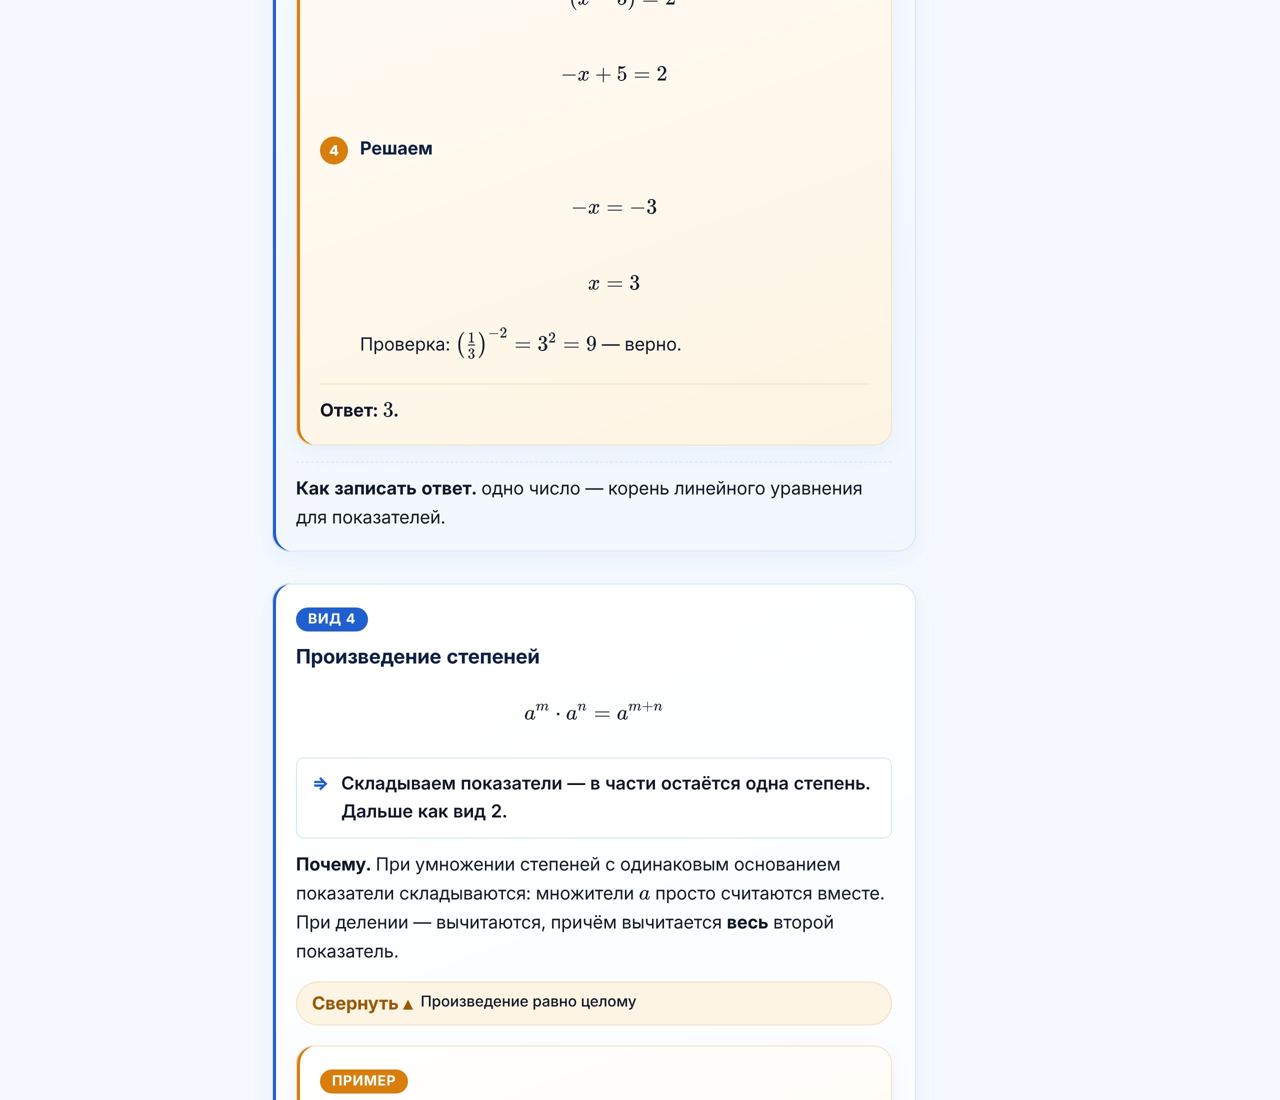 −x + 5 = 2
4 Решаем
−x = −3
x = 3
Проверка: (1/3)^−2 = 3^2 = 9 — верно.
Ответ: 3.
Как записать ответ. одно число — корень линейного уравнения
для показателей.
ВИД 4
Произведение степеней
a^m · a^n = a^{m+n}
⇒ Складываем показатели — в части остаётся одна степень.
Дальше как вид 2.
Почему. При умножении степеней с одинаковым основанием
показатели складываются: множители a просто считаются вместе.
При делении — вычитаются, причём вычитается весь второй
показатель.
Свернуть ▲ Произведение равно целому
ПРИМЕР